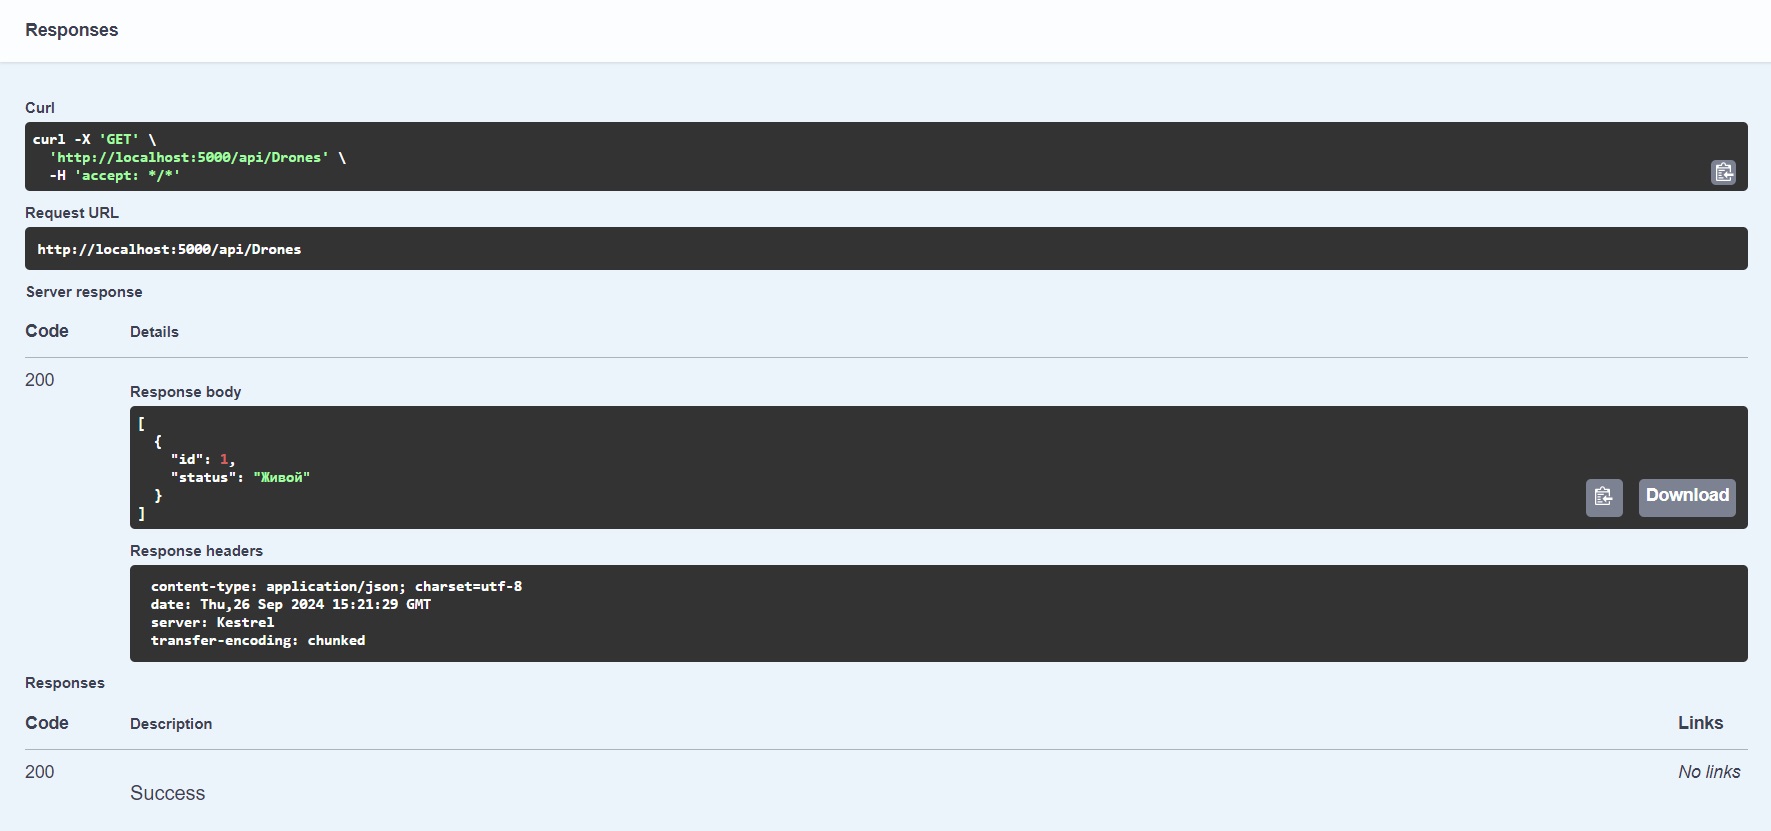 Responses
Curl
curl -X 'GET' \
'http://localhost:5000/api/Drones' \
-H 'accept: */*'
Request URL
http://localhost:5000/api/Drones
Server response
Code Details
200
Response body
[
{
"id": 1,
"status": "Живой"
}
]
Download
Response headers
content-type: application/json; charset=utf-8
date: Thu,26 Sep 2024 15:21:29 GMT
server: Kestrel
transfer-encoding: chunked
Responses
Code Description Links
200 No links
Success